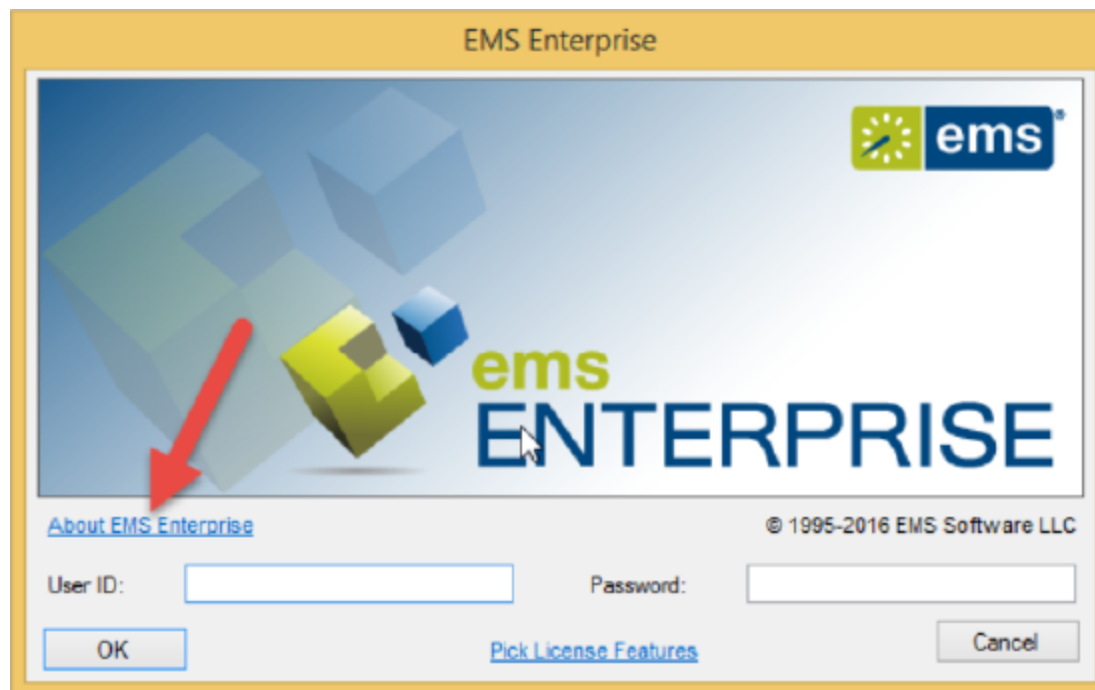 EMS Enterprise
ems®
ems
ENTERPRISE
About EMS Enterprise
© 1995-2016 EMS Software LLC
User ID:
Password:
OK
Pick License Features
Cancel